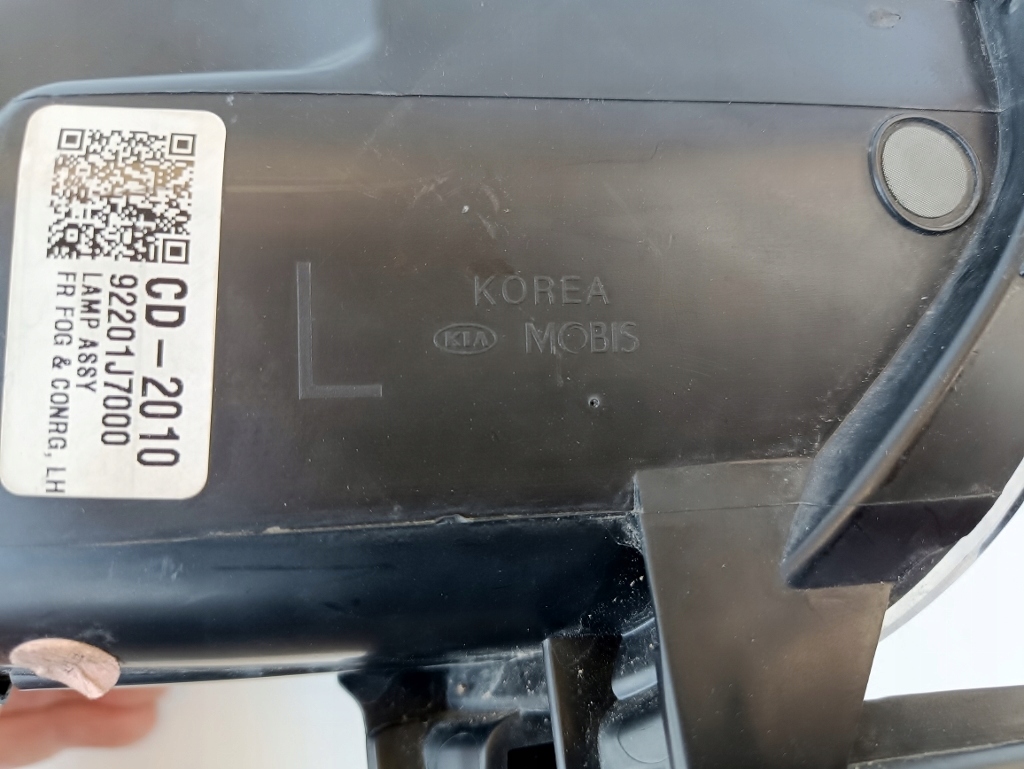 CD-2010
92201J7000
LAMP ASSY
FR FOG & CONRG, LH
L
KOREA
KIA MOBIS